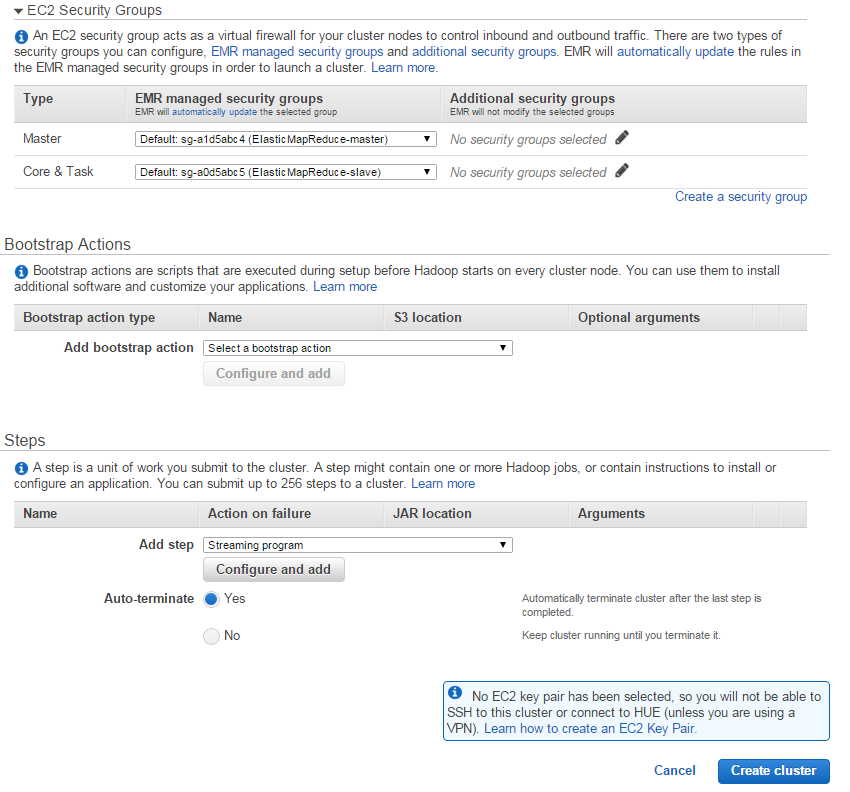 EC2 Security Groups
An EC2 security group acts as a virtual firewall for your cluster nodes to control inbound and outbound traffic. There are two types of
security groups you can configure, EMR managed security groups and additional security groups. EMR will automatically update the rules in
the EMR managed security groups in order to launch a cluster. Learn more.
Type EMR managed security groups Additional security groups
EMR will automatically update the selected group EMR will not modify the selected groups
Master Default: sg-a1d5abc4 (ElasticMapReduce-master) No security groups selected
Core & Task Default: sg-a0d5abc5 (ElasticMapReduce-slave) No security groups selected
Create a security group
Bootstrap Actions
Bootstrap actions are scripts that are executed during setup before Hadoop starts on every cluster node. You can use them to install
additional software and customize your applications. Learn more
Bootstrap action type Name S3 location Optional arguments
Add bootstrap action Select a bootstrap action
Configure and add
Steps
A step is a unit of work you submit to the cluster. A step might contain one or more Hadoop jobs, or contain instructions to install or
configure an application. You can submit up to 256 steps to a cluster. Learn more
Name Action on failure JAR location Arguments
Add step Streaming program
Configure and add
Auto-terminate Yes Automatically terminate cluster after the last step is
completed.
No Keep cluster running until you terminate it.
No EC2 key pair has been selected, so you will not be able to
SSH to this cluster or connect to HUE (unless you are using a
VPN). Learn how to create an EC2 Key Pair.
Cancel Create cluster